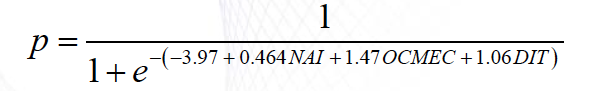 p = 1 / (1 + e^{-(-3.97 + 0.464 NAI + 1.47 OCMEC + 1.06 DIT)})